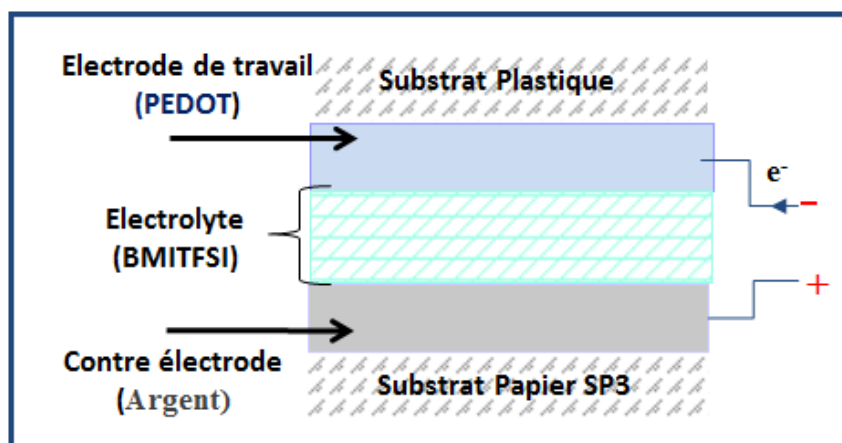 Electrode de travail
(PEDOT)
Substrat Plastique
e-
-
Electrolyte
(BMITFSI)
+
Contre électrode
(Argent)
Substrat Papier SP3